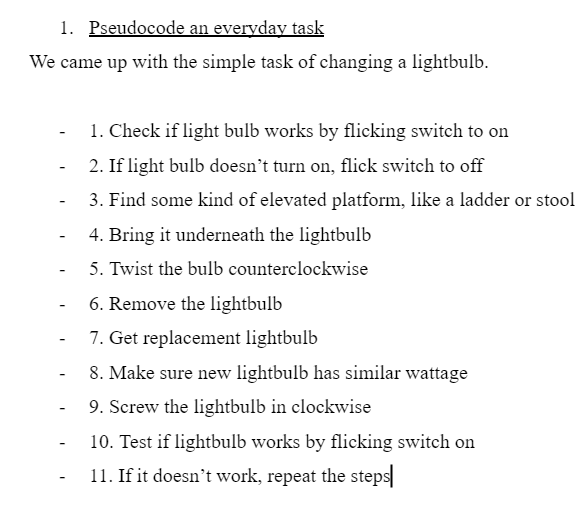 1. Pseudocode an everyday task
We came up with the simple task of changing a lightbulb.
- 1. Check if light bulb works by flicking switch to on
- 2. If light bulb doesn’t turn on, flick switch to off
- 3. Find some kind of elevated platform, like a ladder or stool
- 4. Bring it underneath the lightbulb
- 5. Twist the bulb counterclockwise
- 6. Remove the lightbulb
- 7. Get replacement lightbulb
- 8. Make sure new lightbulb has similar wattage
- 9. Screw the lightbulb in clockwise
- 10. Test if lightbulb works by flicking switch on
- 11. If it doesn’t work, repeat the steps